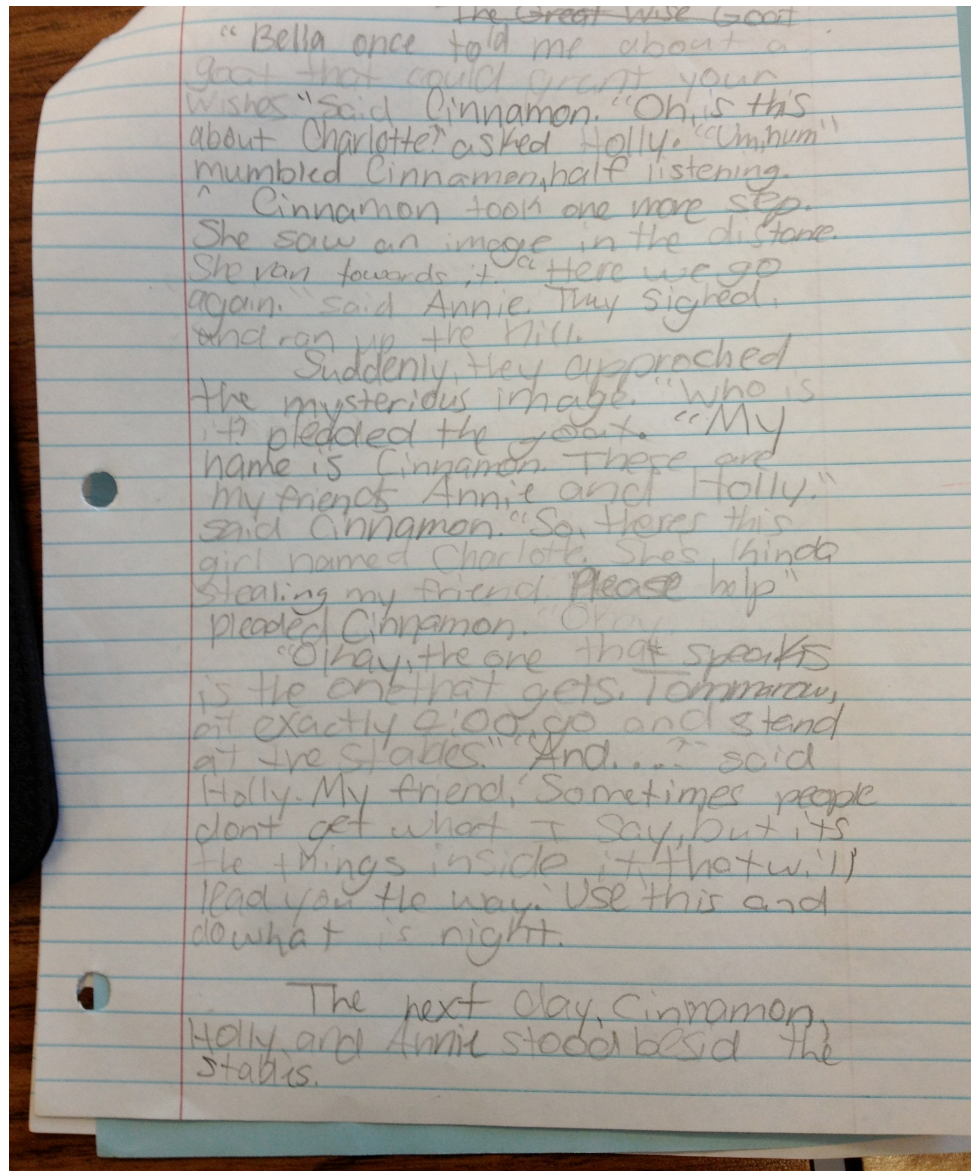 The Great Wise Goat
"Bella once told me about a
goat that could grant your
wishes" Said Cinnamon. "Oh, is this
about Charlotte?" asked Holly. "Um,hum"
mumbled Cinnamon, half listening.
^ Cinnamon took one more step.
She saw an image in the distane.
She ran towards it. "Here we go
again." said Annie. They sighed,
and ran up the hill.
Suddenly, they approched
the mysterious image. "Who is
it?" pleaded the goat. "My
name is Cinnamon. These are
my friends Annie and Holly."
said Cinnamon. "So, theres this
girl named Charlotte. She's kinda
Stealing my friend. Please help"
pleaded Cinnamon. "Okay
"Okay, the one that speaks
is the one that gets. Tommarow,
at exactly 2:00, go and stand
at the stables." "And....?" said
Holly. My friend, "Sometimes people
dont get what I say, but its
the things inside it that will
lead you the way. Use this and
do what is right.
The next day, Cinnamon,
Holly and Annie stood besid the
stables.